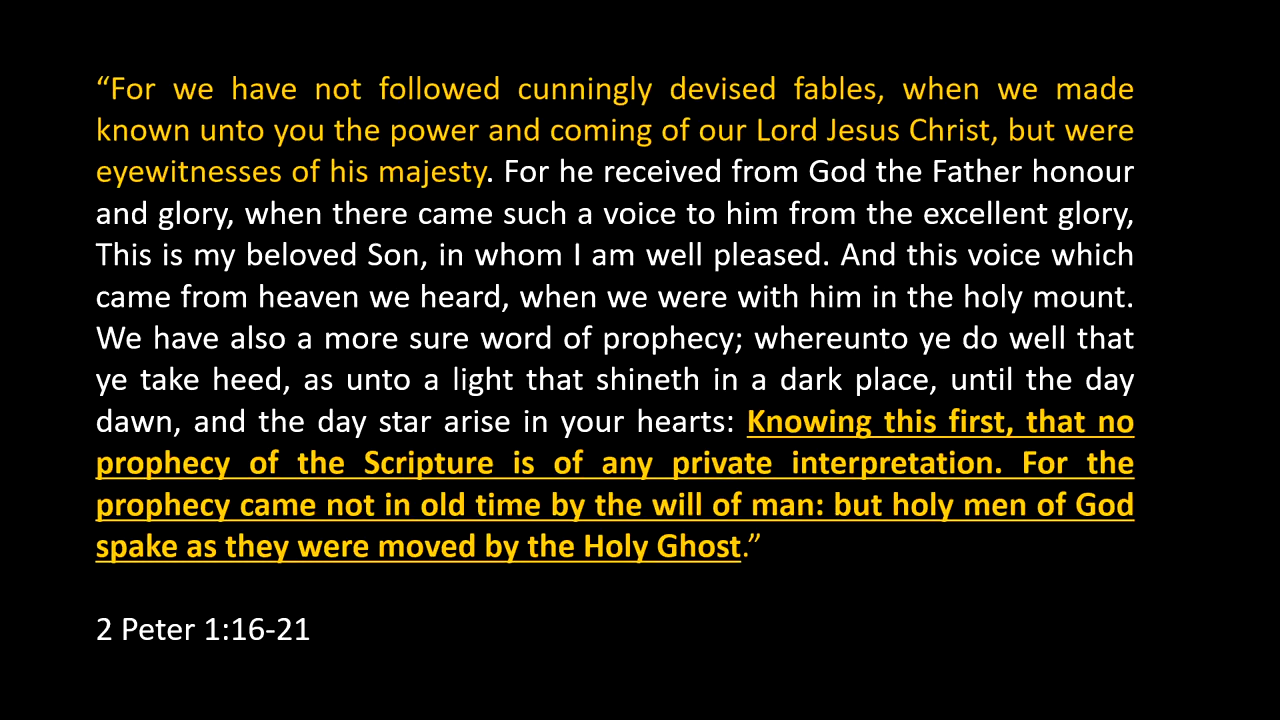 “For we have not followed cunningly devised fables, when we made
known unto you the power and coming of our Lord Jesus Christ, but were
eyewitnesses of his majesty. For he received from God the Father honour
and glory, when there came such a voice to him from the excellent glory,
This is my beloved Son, in whom I am well pleased. And this voice which
came from heaven we heard, when we were with him in the holy mount.
We have also a more sure word of prophecy; whereunto ye do well that
ye take heed, as unto a light that shineth in a dark place, until the day
dawn, and the day star arise in your hearts: Knowing this first, that no
prophecy of the Scripture is of any private interpretation. For the
prophecy came not in old time by the will of man: but holy men of God
spake as they were moved by the Holy Ghost.”
2 Peter 1:16-21